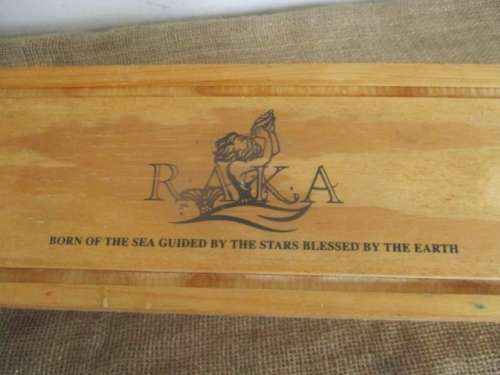 RAKA
BORN OF THE SEA GUIDED BY THE STARS BLESSED BY THE EARTH